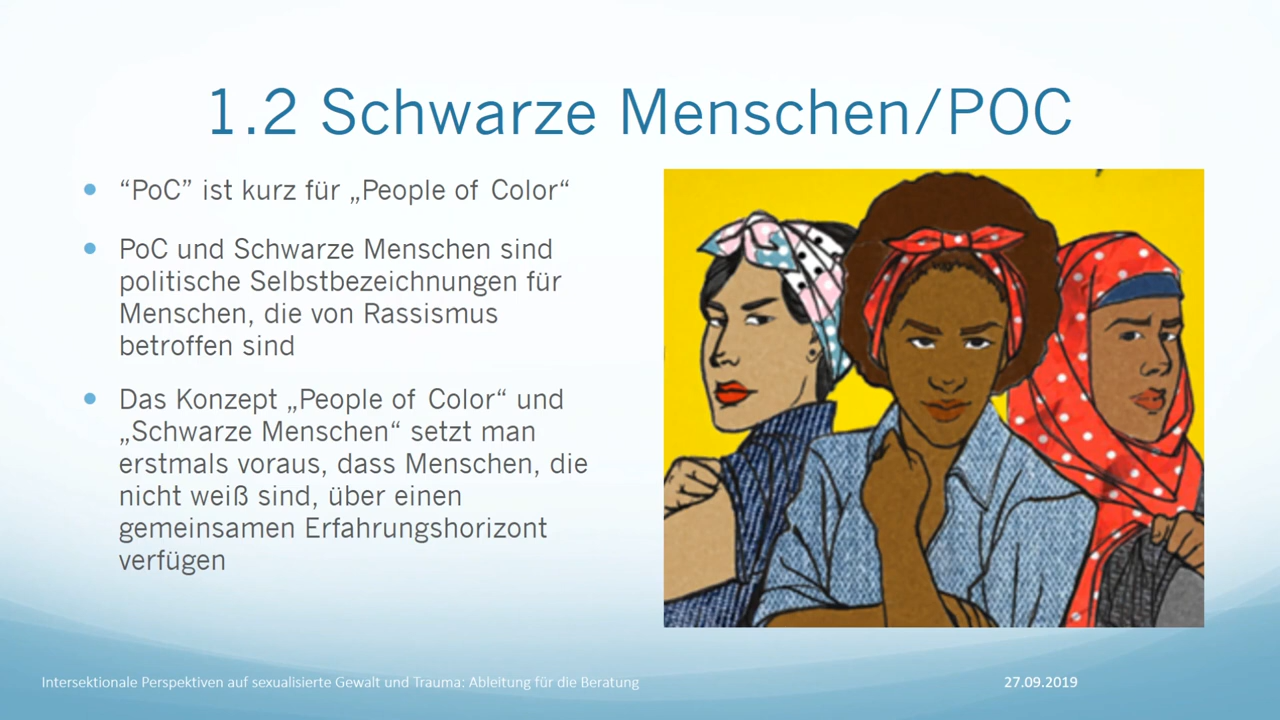 1.2 Schwarze Menschen/POC
“PoC” ist kurz für „People of Color“
PoC und Schwarze Menschen sind
politische Selbstbezeichnungen für
Menschen, die von Rassismus
betroffen sind
Das Konzept „People of Color“ und
„Schwarze Menschen“ setzt man
erstmals voraus, dass Menschen, die
nicht weiß sind, über einen
gemeinsamen Erfahrungshorizont
verfügen
Intersektionale Perspektiven auf sexualisierte Gewalt und Trauma: Ableitung für die Beratung
27.09.2019